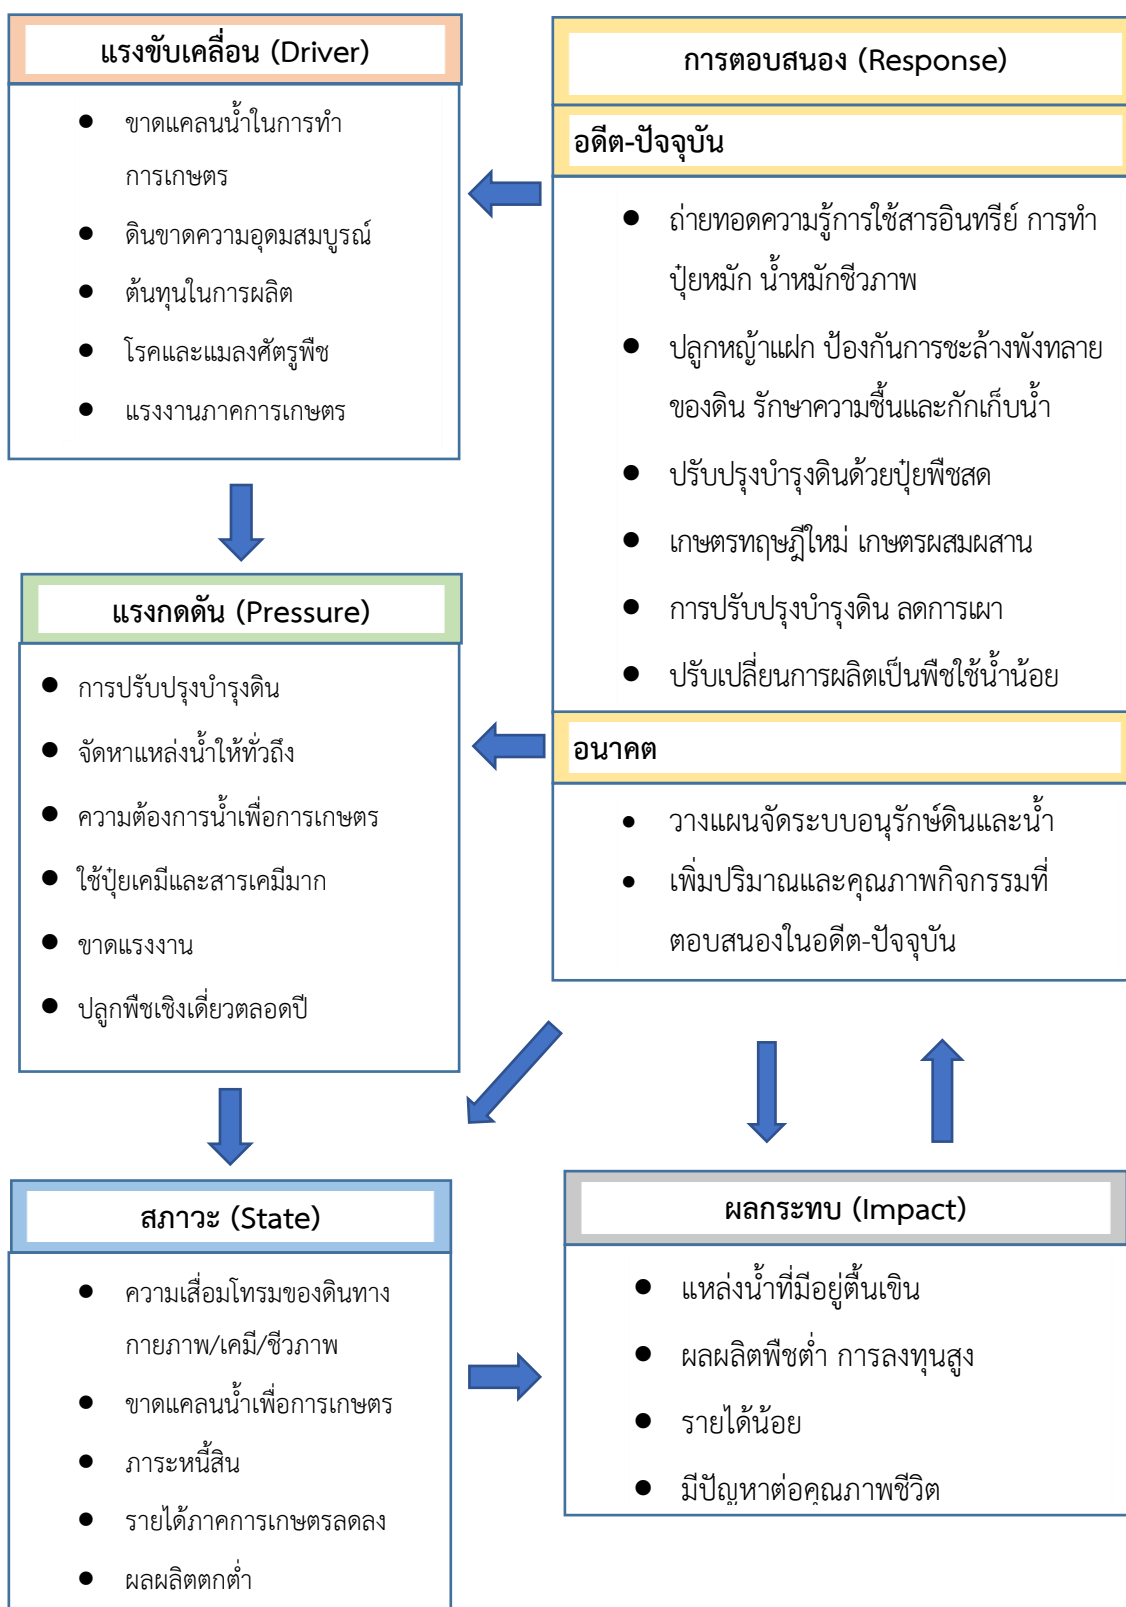 แรงขับเคลื่อน (Driver)
ขาดแคลนน้ำในการทำ
การเกษตร
ดินขาดความอุดมสมบูรณ์
ต้นทุนในการผลิต
โรคและแมลงศัตรูพืช
แรงงานภาคการเกษตร
แรงกดดัน (Pressure)
การปรับปรุงบำรุงดิน
จัดหาแหล่งน้ำให้ทั่วถึง
ความต้องการน้ำเพื่อการเกษตร
ใช้ปุ๋ยเคมีและสารเคมีมาก
ขาดแรงงาน
ปลูกพืชเชิงเดี่ยวตลอดปี
สภาวะ (State)
ความเสื่อมโทรมของดินทาง
กายภาพ/เคมี/ชีวภาพ
ขาดแคลนน้ำเพื่อการเกษตร
ภาระหนี้สิน
รายได้ภาคการเกษตรลดลง
ผลผลิตตกต่ำ
การตอบสนอง (Response)
อดีต-ปัจจุบัน
ถ่ายทอดความรู้การใช้สารอินทรีย์ การทำ
ปุ๋ยหมัก น้ำหมักชีวภาพ
ปลูกหญ้าแฝก ป้องกันการชะล้างพังทลาย
ของดิน รักษาความชื้นและกักเก็บน้ำ
ปรับปรุงบำรุงดินด้วยปุ๋ยพืชสด
เกษตรทฤษฎีใหม่ เกษตรผสมผสาน
การปรับปรุงบำรุงดิน ลดการเผา
ปรับเปลี่ยนการผลิตเป็นพืชใช้น้ำน้อย
อนาคต
วางแผนจัดระบบอนุรักษ์ดินและน้ำ
เพิ่มปริมาณและคุณภาพกิจกรรมที่
ตอบสนองในอดีต-ปัจจุบัน
ผลกระทบ (Impact)
แหล่งน้ำที่มีอยู่ตื้นเขิน
ผลผลิตพืชต่ำ การลงทุนสูง
รายได้น้อย
มีปัญหาต่อคุณภาพชีวิต